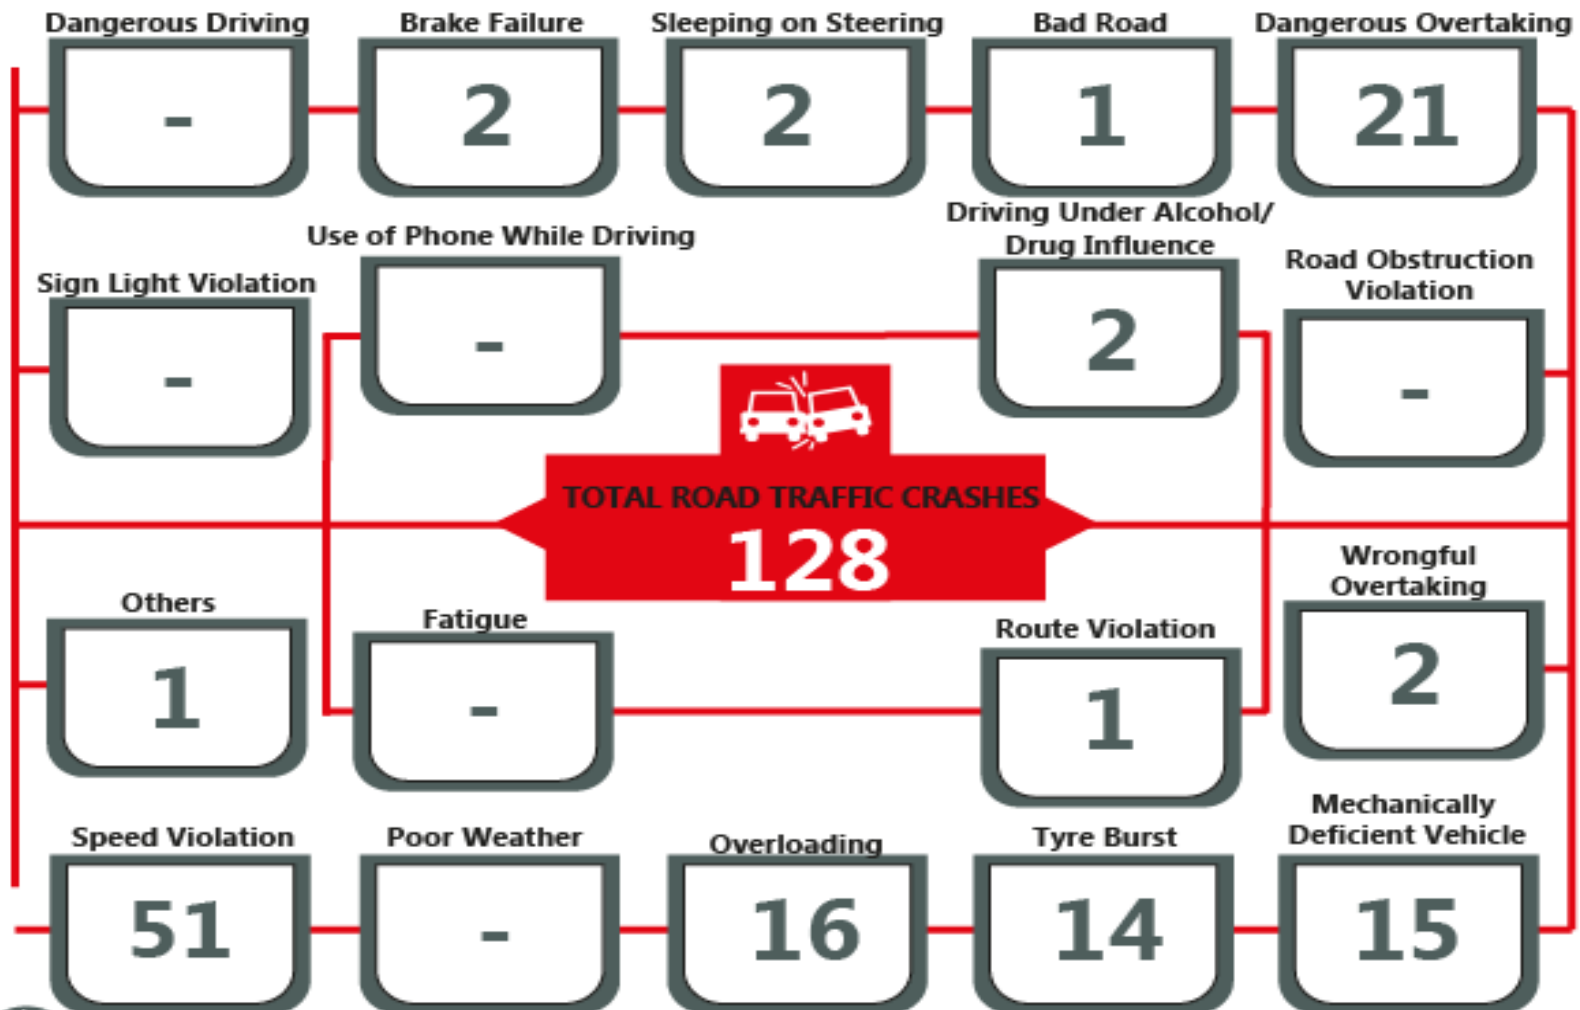 Dangerous Driving
-
Brake Failure
2
Sleeping on Steering
2
Bad Road
1
Dangerous Overtaking
21
Sign Light Violation
-
Use of Phone While Driving
-
Driving Under Alcohol/
Drug Influence
2
Road Obstruction
Violation
-
TOTAL ROAD TRAFFIC CRASHES
128
Others
1
Fatigue
-
Route Violation
1
Wrongful
Overtaking
2
Speed Violation
51
Poor Weather
-
Overloading
16
Tyre Burst
14
Mechanically
Deficient Vehicle
15